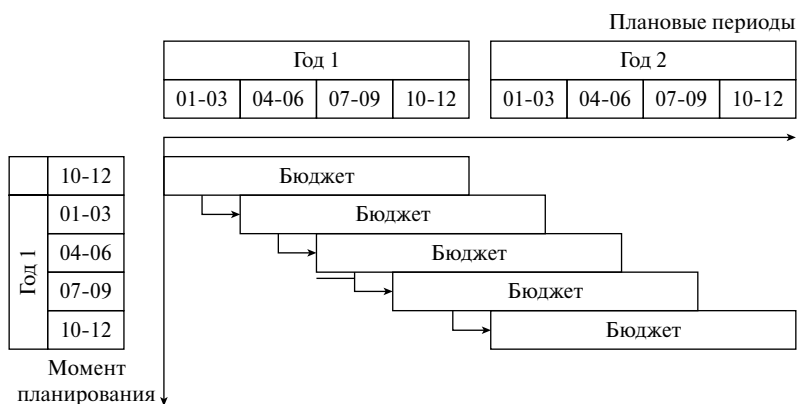 Плановые периоды
Год 1 Год 2
01-03 04-06 07-09 10-12 01-03 04-06 07-09 10-12
10-12 Бюджет
01-03 Бюджет
04-06 Бюджет
Год 1
07-09 Бюджет
10-12 Бюджет
Момент
планирования